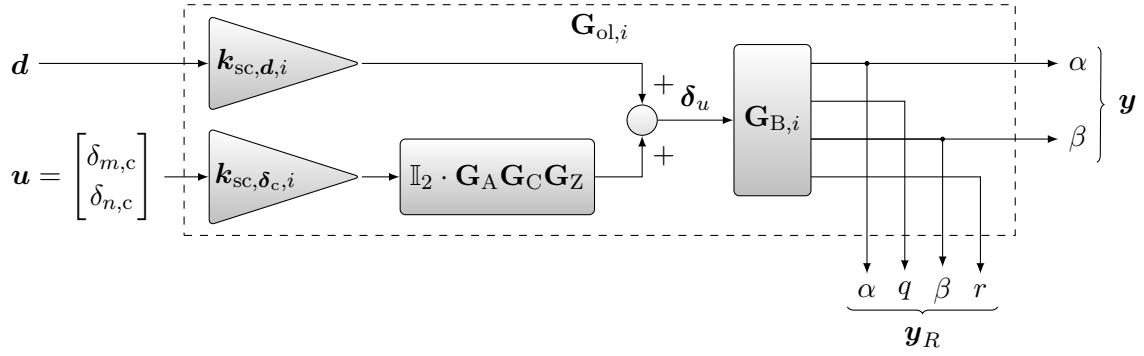 G_ol,i
d
k_sc,d,i
+
δ_u
+
G_B,i
α
β
y
u = [δ_m,c
δ_n,c]
k_sc,δ_c,i
𝕀_2 · G_A G_C G_Z
α q β r
y_R